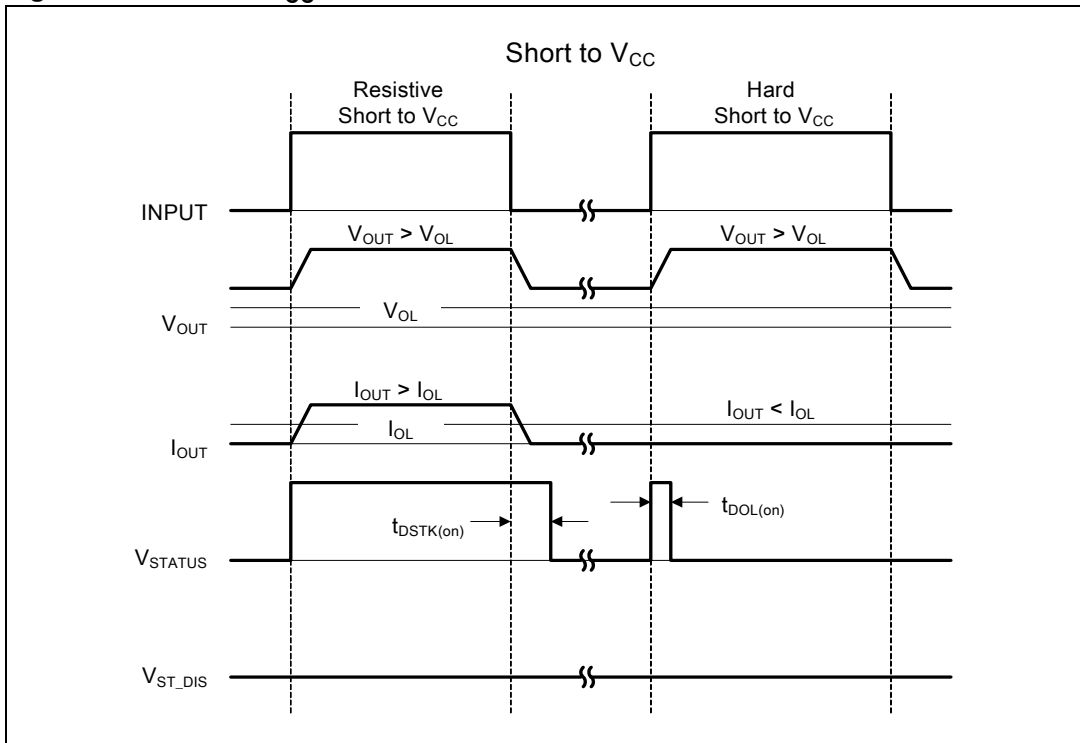 Short to VCC
Resistive
Short to VCC
Hard
Short to VCC
INPUT
VOUT > VOL
VOUT > VOL
VOL
VOUT
IOUT > IOL
IOUT < IOL
IOL
IOUT
tDSTK(on)
tDOL(on)
VSTATUS
VST_DIS